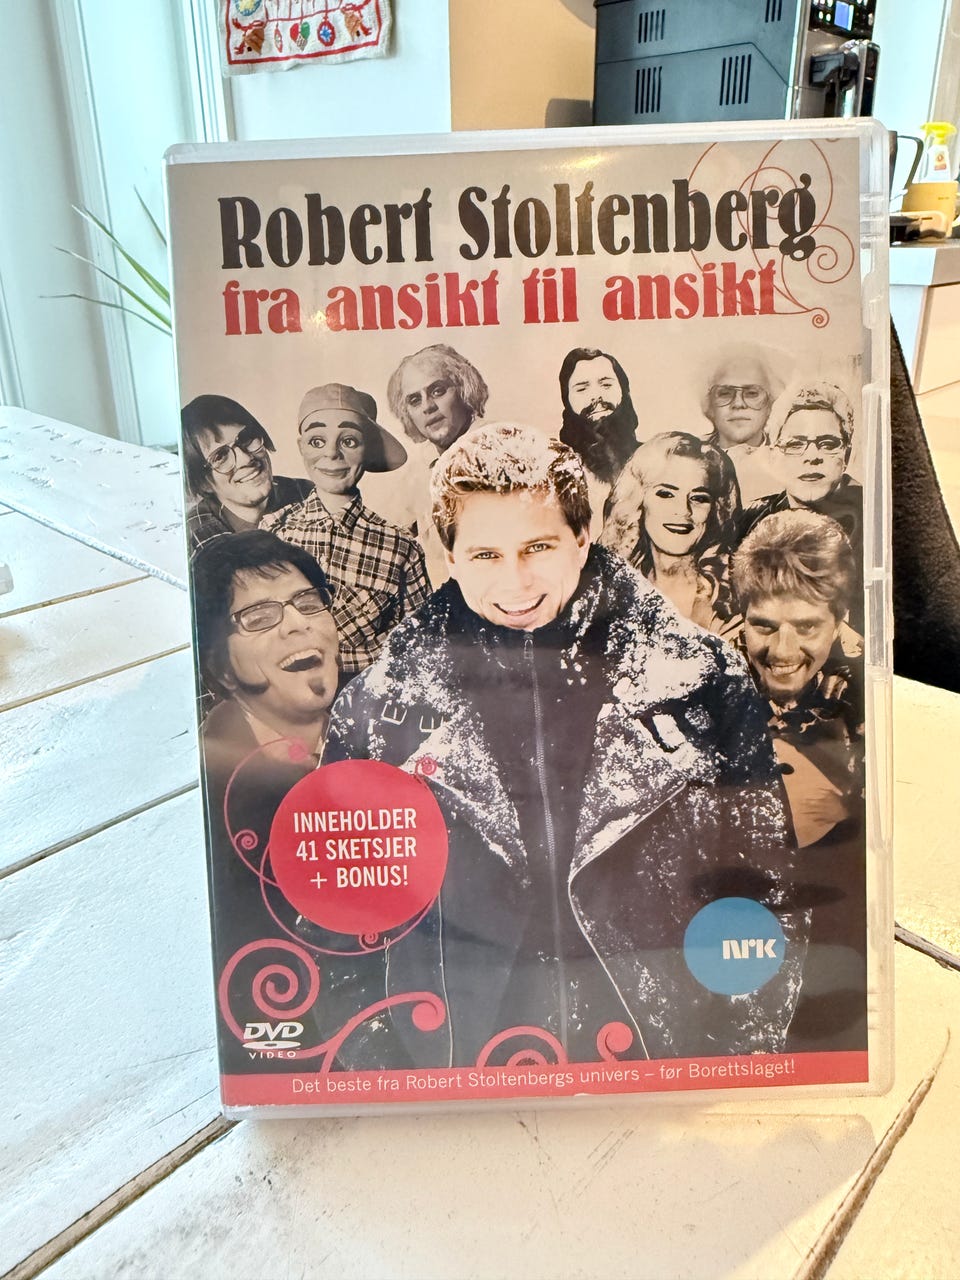 Robert Stoltenberg
fra ansikt til ansikt
INNEHOLDER
41 SKETSJER
+ BONUS!
NRK
DVD
VIDEO
Det beste fra Robert Stoltenbergs univers – før Borettslaget!